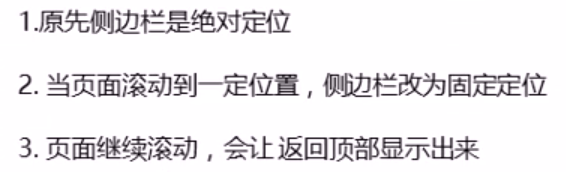 1.原先侧边栏是绝对定位
2. 当页面滚动到一定位置，侧边栏改为固定定位
3. 页面继续滚动，会让 返回顶部显示出来